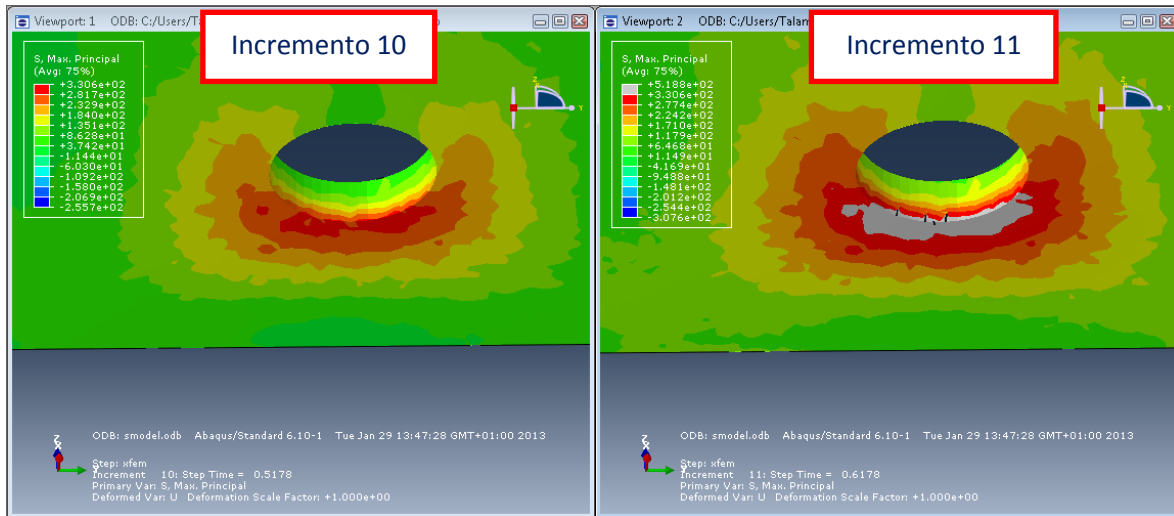 Viewport: 1 ODB: C:/Users/Ta
Incremento 10
S, Max. Principal
(Avg: 75%)
+3.306e+02
+2.817e+02
+2.329e+02
+1.840e+02
+1.351e+02
+8.628e+01
+3.742e+01
-1.144e+01
-6.030e+01
-1.092e+02
-1.580e+02
-2.069e+02
-2.557e+02
Z
Y
ODB: smodel.odb Abaqus/Standard 6.10-1 Tue Jan 29 13:47:28 GMT+01:00 2013
Step: xfem
Increment 10: Step Time = 0.5178
Primary Var: S, Max. Principal
Deformed Var: U Deformation Scale Factor: +1.000e+00
Viewport: 2 ODB: C:/Users/Talam
Incremento 11
S, Max. Principal
(Avg: 75%)
+5.188e+02
+3.306e+02
+2.774e+02
+2.242e+02
+1.710e+02
+1.179e+02
+6.468e+01
+1.149e+01
-4.169e+01
-9.488e+01
-1.481e+02
-2.012e+02
-2.544e+02
-3.076e+02
Z
Y
ODB: smodel.odb Abaqus/Standard 6.10-1 Tue Jan 29 13:47:28 GMT+01:00 2013
Step: xfem
Increment 11: Step Time = 0.6178
Primary Var: S, Max. Principal
Deformed Var: U Deformation Scale Factor: +1.000e+00